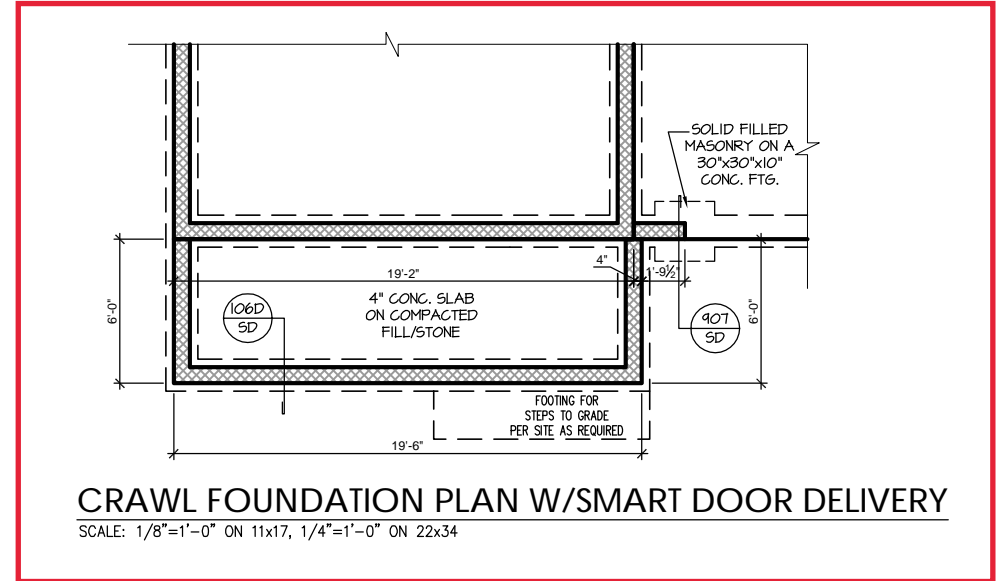 SOLID FILLED
MASONRY ON A
30"x30"x10"
CONC. FTG.
4"
19'-2"
1'-9½"
4" CONC. SLAB
ON COMPACTED
FILL/STONE
6'-0"
106D
SD
907
SD
6'-0"
FOOTING FOR
STEPS TO GRADE
PER SITE AS REQUIRED
19'-6"
CRAWL FOUNDATION PLAN W/SMART DOOR DELIVERY
SCALE: 1/8"=1'-0" ON 11x17, 1/4"=1'-0" ON 22x34